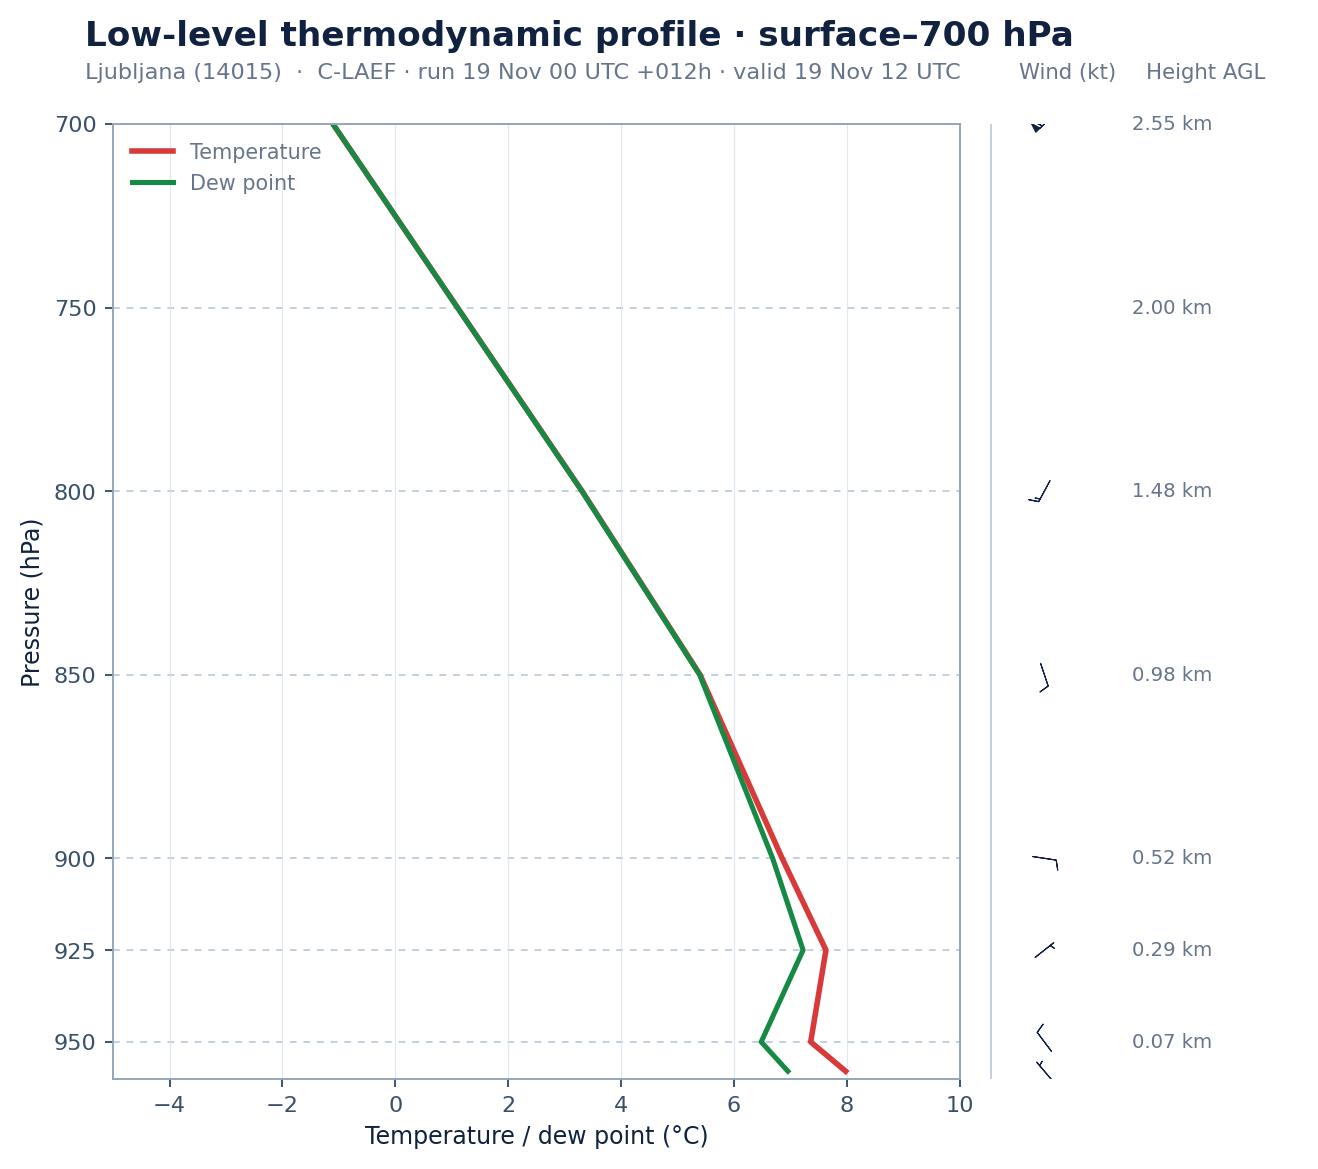 Low-level thermodynamic profile · surface–700 hPa
Ljubljana (14015) · C-LAEF · run 19 Nov 00 UTC +012h · valid 19 Nov 12 UTC
Wind (kt) Height AGL
Temperature
Dew point
700
750
800
850
900
925
950
Pressure (hPa)
2.55 km
2.00 km
1.48 km
0.98 km
0.52 km
0.29 km
0.07 km
−4 −2 0 2 4 6 8 10
Temperature / dew point (°C)